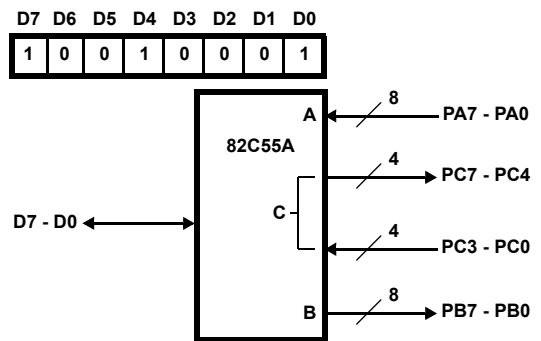 D7 D6 D5 D4 D3 D2 D1 D0
1 0 0 1 0 0 0 1
A 8 PA7 - PA0
82C55A
4 PC7 - PC4
C
D7 - D0
4 PC3 - PC0
B 8 PB7 - PB0